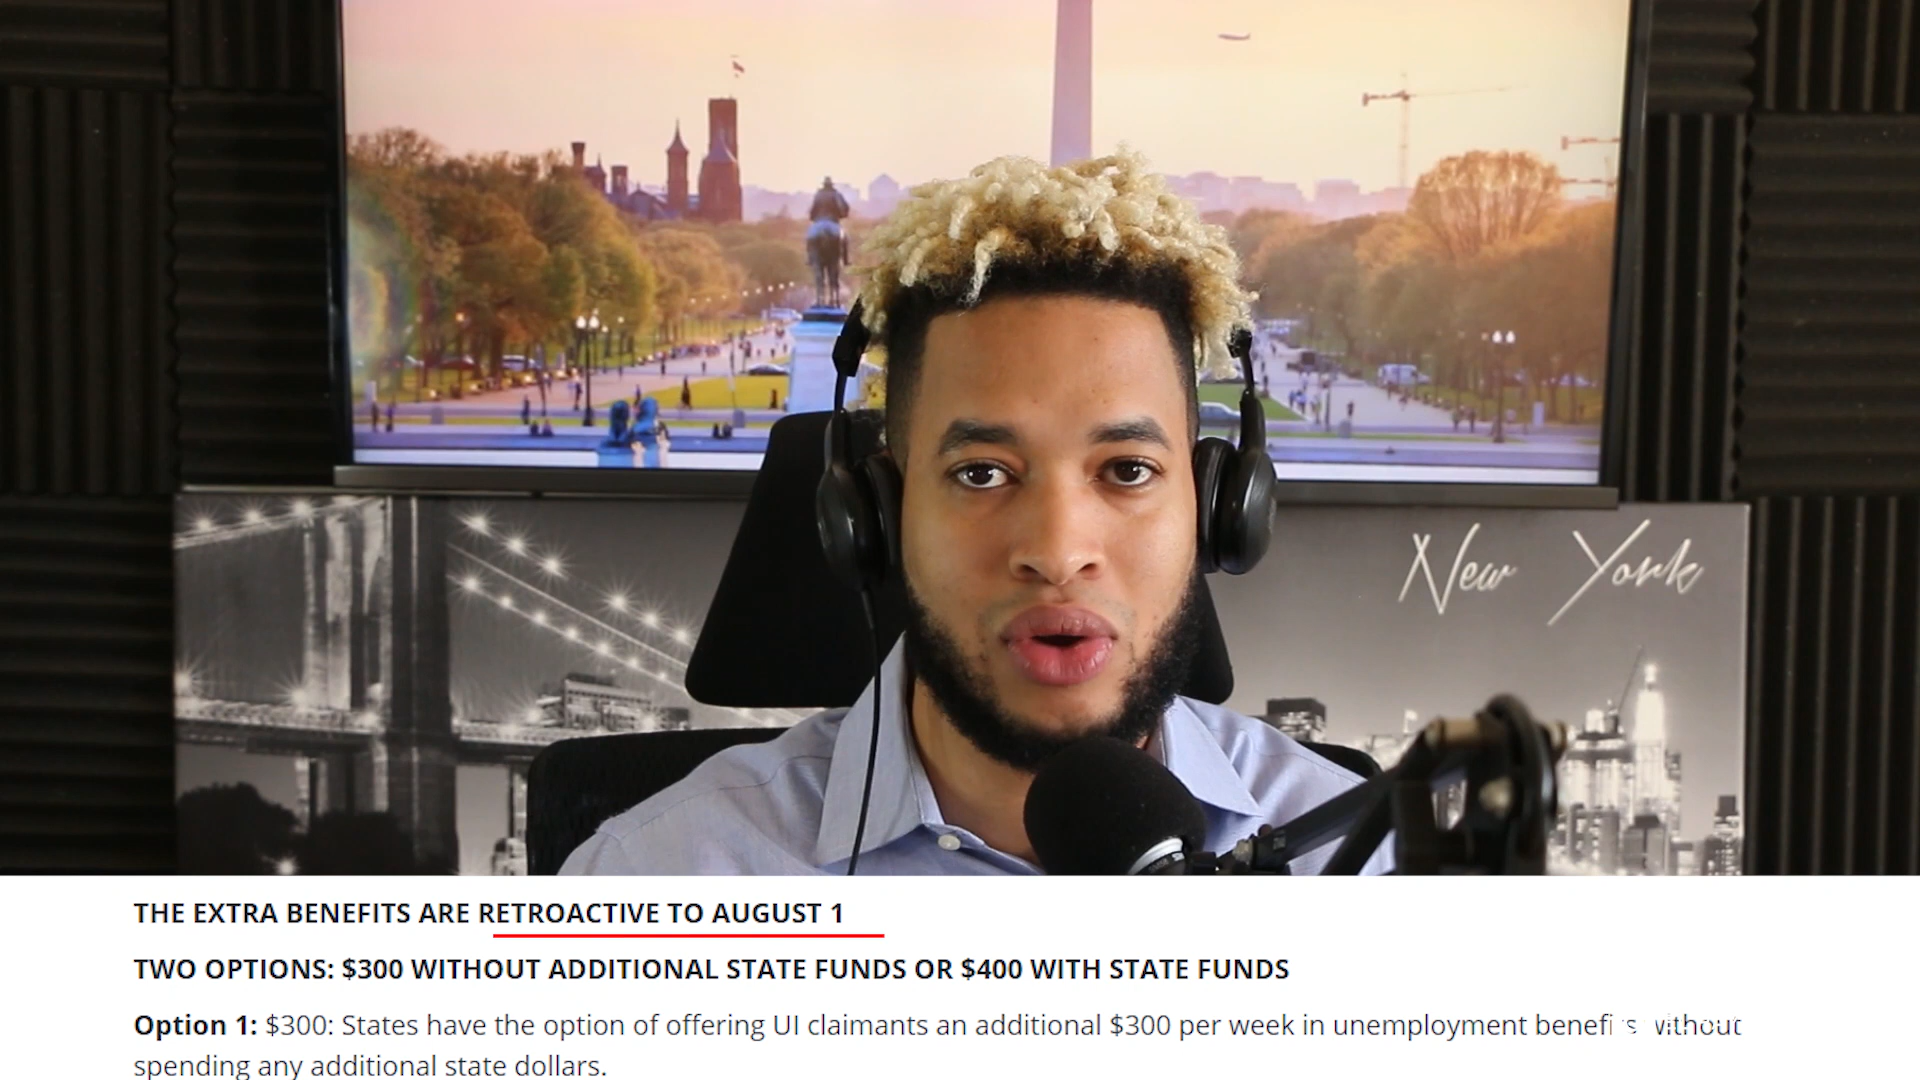 New York
THE EXTRA BENEFITS ARE RETROACTIVE TO AUGUST 1
TWO OPTIONS: $300 WITHOUT ADDITIONAL STATE FUNDS OR $400 WITH STATE FUNDS
Option 1: $300: States have the option of offering UI claimants an additional $300 per week in unemployment benefits without
spending any additional state dollars.